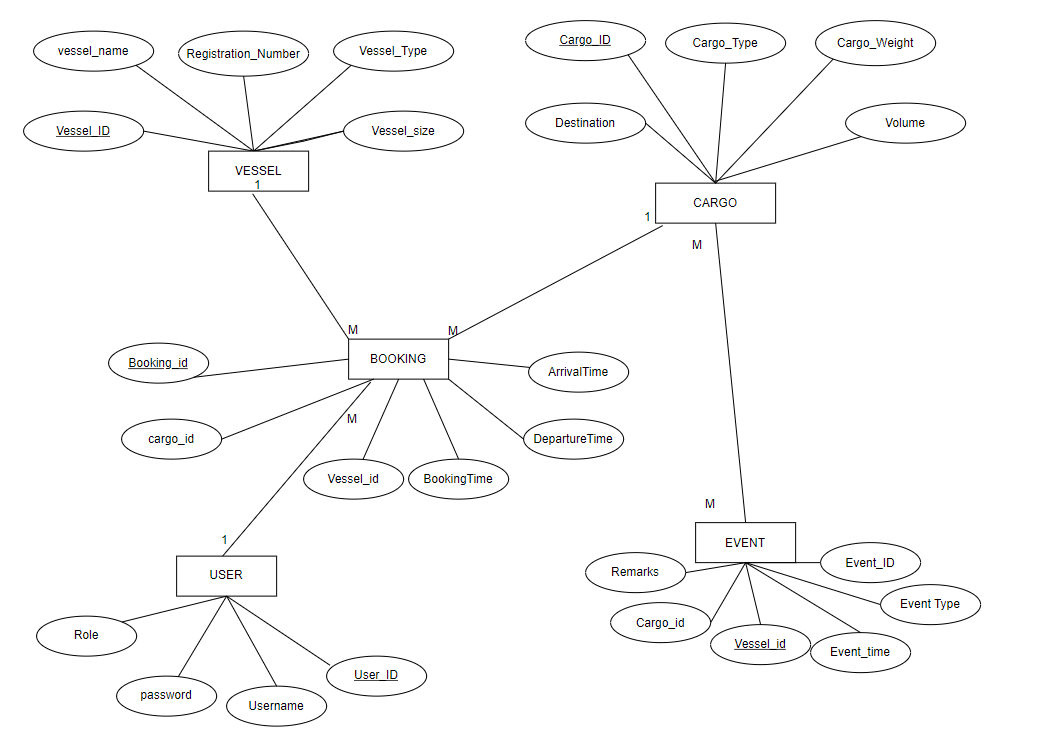 vessel_name
Registration_Number
Vessel_Type
Vessel_ID
Vessel_size
VESSEL
1
Cargo_ID
Cargo_Type
Cargo_Weight
Destination
Volume
CARGO
1
M
M
M
BOOKING
Booking_id
ArrivalTime
cargo_id
M
DepartureTime
Vessel_id
BookingTime
1
USER
Role
password
Username
User_ID
M
EVENT
Remarks
Event_ID
Cargo_id
Event Type
Vessel_id
Event_time